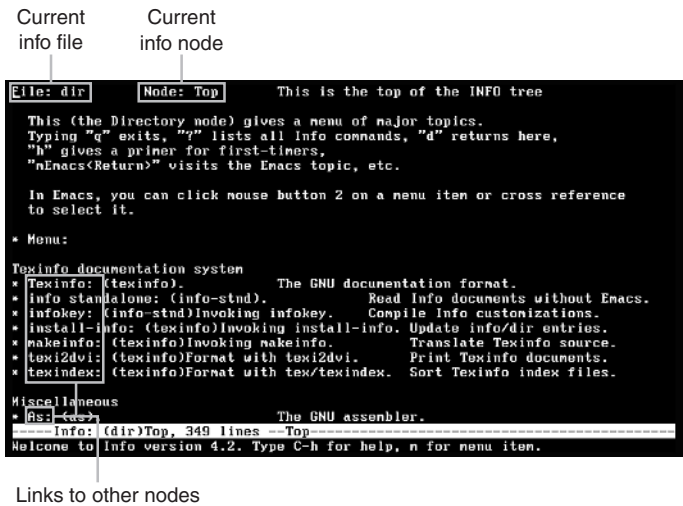 Current info file
Current info node
File: dir Node: Top This is the top of the INFO tree
This (the Directory node) gives a menu of major topics.
Typing "q" exits, "?" lists all Info commands, "d" returns here,
"h" gives a primer for first-timers,
"mEmacs<Return>" visits the Emacs topic, etc.
In Emacs, you can click mouse button 2 on a menu item or cross reference
to select it.
* Menu:
Texinfo documentation system
* Texinfo: (texinfo). The GNU documentation format.
* info standalone: (info-stnd). Read Info documents without Emacs.
* infokey: (info-stnd)Invoking infokey. Compile Info customizations.
* install-info: (texinfo)Invoking install-info. Update info/dir entries.
* makeinfo: (texinfo)Invoking makeinfo. Translate Texinfo source.
* texi2dvi: (texinfo)Format with texi2dvi. Print Texinfo documents.
* texindex: (texinfo)Format with tex/texindex. Sort Texinfo index files.
Miscellaneous
* As: (as). The GNU assembler.
-----Info: (dir)Top, 349 lines --Top-----
Welcome to Info version 4.2. Type C-h for help, m for menu item.
Links to other nodes